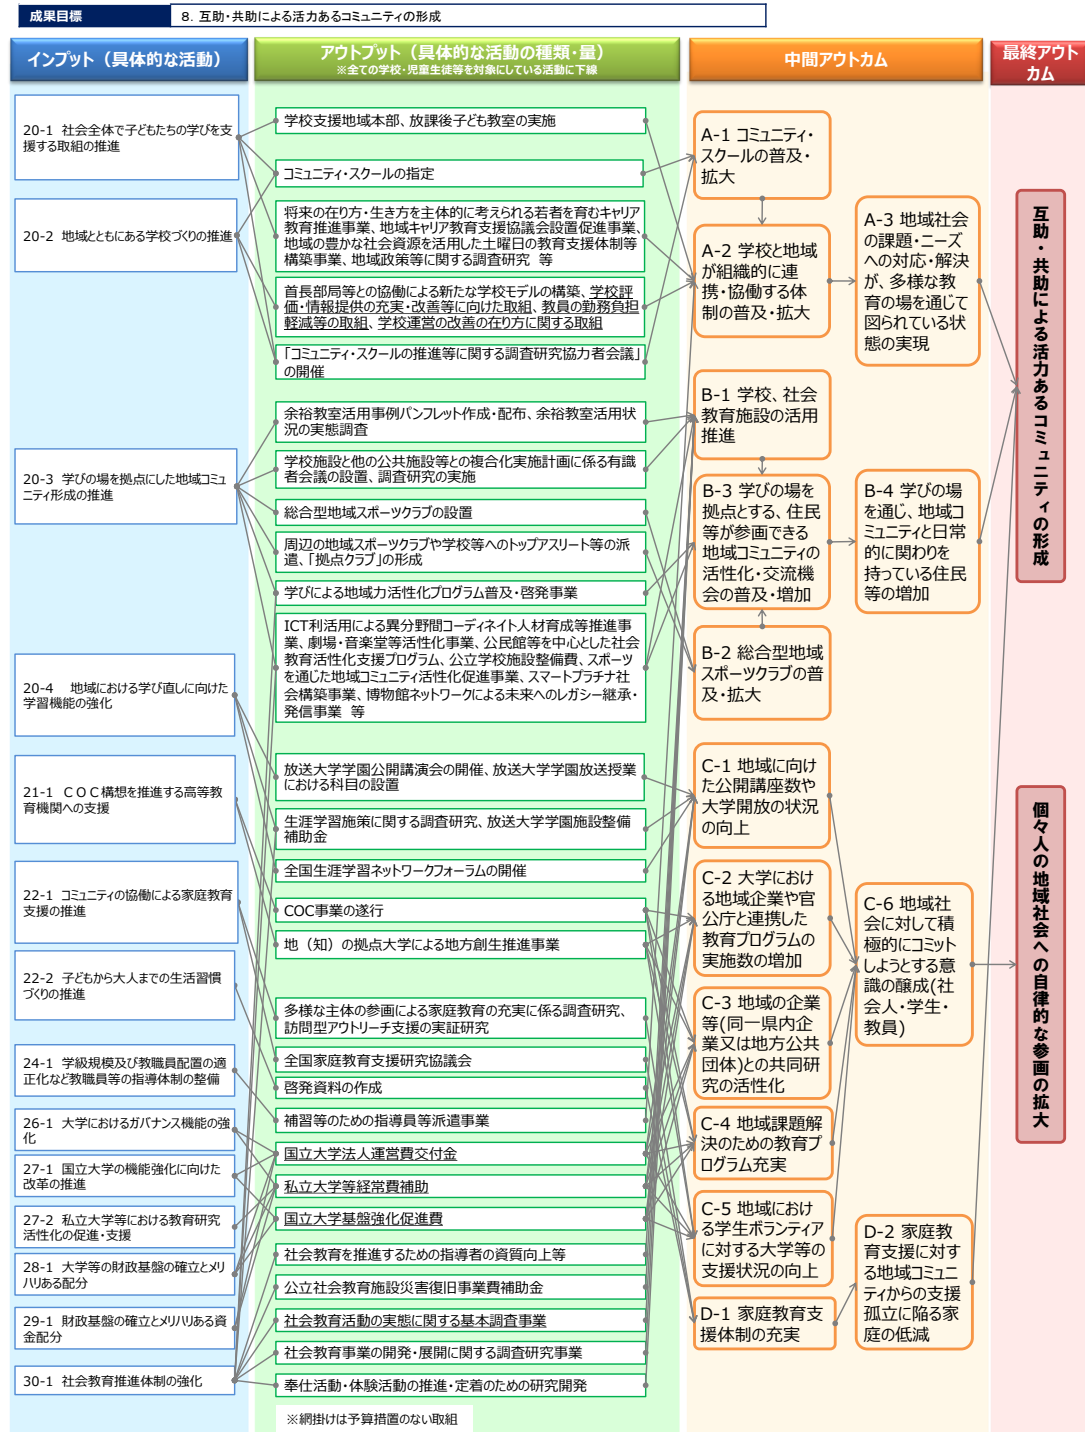 成果目標
8. 互助・共助による活力あるコミュニティの形成
インプット（具体的な活動）
アウトプット（具体的な活動の種類・量）
※全ての学校・児童生徒等を対象にしている活動に下線
中間アウトカム
最終アウト
カム
20-1 社会全体で子どもたちの学びを支
援する取組の推進
20-2 地域とともにある学校づくりの推進
20-3 学びの場を拠点にした地域コミュ
ニティ形成の推進
20-4 地域における学び直しに向けた
学習機能の強化
21-1 ＣＯＣ構想を推進する高等教
育機関への支援
22-1 コミュニティの協働による家庭教育
支援の推進
22-2 子どもから大人までの生活習慣
づくりの推進
24-1 学級規模及び教職員配置の適
正化など教職員等の指導体制の整備
26-1 大学におけるガバナンス機能の強
化
27-1 国立大学の機能強化に向けた
改革の推進
27-2 私立大学等における教育研究
活性化の促進・支援
28-1 大学等の財政基盤の確立とメリ
ハリある配分
29-1 財政基盤の確立とメリハリある資
金配分
30-1 社会教育推進体制の強化
学校支援地域本部、放課後子ども教室の実施
コミュニティ・スクールの指定
将来の在り方・生き方を主体的に考えられる若者を育むキャリア
教育推進事業、地域キャリア教育支援協議会設置促進事業、
地域の豊かな社会資源を活用した土曜日の教育支援体制等
構築事業、地域政策等に関する調査研究 等
首長部局等との協働による新たな学校モデルの構築、学校評
価・情報提供の充実・改善等に向けた取組、教員の勤務負担
軽減等の取組、学校運営の改善の在り方に関する取組
「コミュニティ・スクールの推進等に関する調査研究協力者会議」
の開催
余裕教室活用事例パンフレット作成・配布、余裕教室活用状
況の実態調査
学校施設と他の公共施設等との複合化実施計画に係る有識
者会議の設置、調査研究の実施
総合型地域スポーツクラブの設置
周辺の地域スポーツクラブや学校等へのトップアスリート等の派
遣、「拠点クラブ」の形成
学びによる地域力活性化プログラム普及・啓発事業
ICT利活用による異分野間コーディネイト人材育成等推進事
業、劇場・音楽堂等活性化事業、公民館等を中心とした社会
教育活性化支援プログラム、公立学校施設整備費、スポーツ
を通じた地域コミュニティ活性化促進事業、スマートプラチナ社
会構築事業、博物館ネットワークによる未来へのレガシー継承・
発信事業 等
放送大学学園公開講演会の開催、放送大学学園放送授業
における科目の設置
生涯学習施策に関する調査研究、放送大学学園施設整備
補助金
全国生涯学習ネットワークフォーラムの開催
COC事業の遂行
地（知）の拠点大学による地方創生推進事業
多様な主体の参画による家庭教育の充実に係る調査研究、
訪問型アウトリーチ支援の実証研究
全国家庭教育支援研究協議会
啓発資料の作成
補習等のための指導員等派遣事業
国立大学法人運営費交付金
私立大学等経常費補助
国立大学基盤強化促進費
社会教育を推進するための指導者の資質向上等
公立社会教育施設災害復旧事業費補助金
社会教育活動の実態に関する基本調査事業
社会教育事業の開発・展開に関する調査研究事業
奉仕活動・体験活動の推進・定着のための研究開発
※網掛けは予算措置のない取組
A-1 コミュニティ・
スクールの普及・
拡大
A-2 学校と地域
が組織的に連
携・協働する体
制の普及・拡大
A-3 地域社会
の課題・ニーズ
への対応・解決
が、多様な教
育の場を通じて
図られている状
態の実現
B-1 学校、社会
教育施設の活用
推進
B-3 学びの場を
拠点とする、住民
等が参画できる
地域コミュニティの
活性化・交流機
会の普及・増加
B-4 学びの場
を通じ、地域コ
ミュニティと日常
的に関わりを
持っている住民
等の増加
B-2 総合型地域
スポーツクラブの普
及・拡大
C-1 地域に向け
た公開講座数や
大学開放の状況
の向上
C-2 大学におけ
る地域企業や官
公庁と連携した
教育プログラムの
実施数の増加
C-3 地域の企業
等(同一県内企
業又は地方公共
団体)との共同研
究の活性化
C-4 地域課題解
決のための教育プ
ログラム充実
C-5 地域におけ
る学生ボランティア
に対する大学等の
支援状況の向上
C-6 地域社
会に対して積
極的にコミット
しようとする意
識の醸成(社
会人・学生・
教員)
D-1 家庭教育支
援体制の充実
D-2 家庭教
育支援に対す
る地域コミュニ
ティからの支援
孤立に陥る家
庭の低減
互助・共助による活力あるコミュニティの形成
個々人の地域社会への自律的な参画の拡大